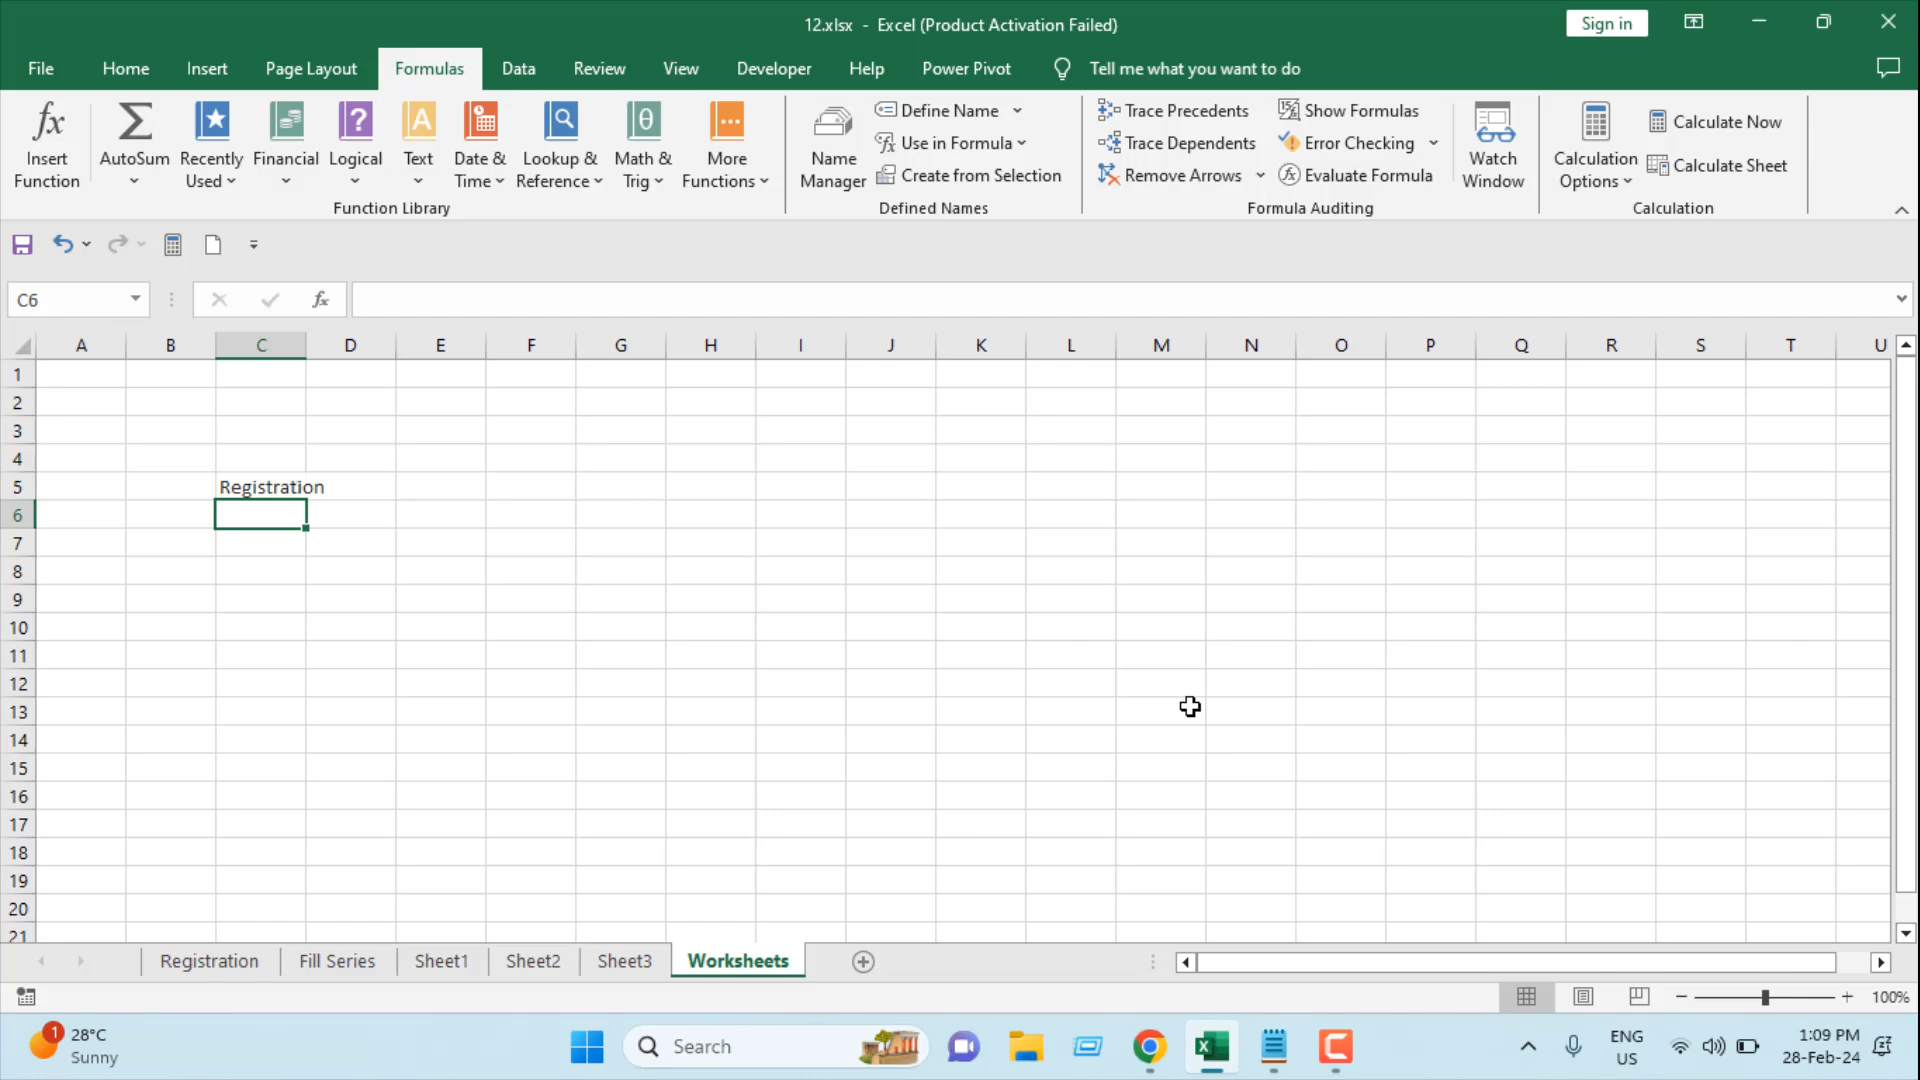 12.xlsx - Excel (Product Activation Failed)
Sign in
File Home Insert Page Layout Formulas Data Review View Developer Help Power Pivot Tell me what you want to do
Insert Function
AutoSum
Recently Used
Financial
Logical
Text
Date & Time
Lookup & Reference
Math & Trig
More Functions
Function Library
Name Manager
Define Name
Use in Formula
Create from Selection
Defined Names
Trace Precedents
Trace Dependents
Remove Arrows
Show Formulas
Error Checking
Evaluate Formula
Formula Auditing
Watch Window
Calculation Options
Calculate Now
Calculate Sheet
Calculation
C6 fx
A B C D E F G H I J K L M N O P Q R S T U
1
2
3
4
5 Registration
6
7
8
9
10
11
12
13
14
15
16
17
18
19
20
21
Registration Fill Series Sheet1 Sheet2 Sheet3 Worksheets
100%
1 28°C
Sunny
Search
ENG
US
1:09 PM
28-Feb-24